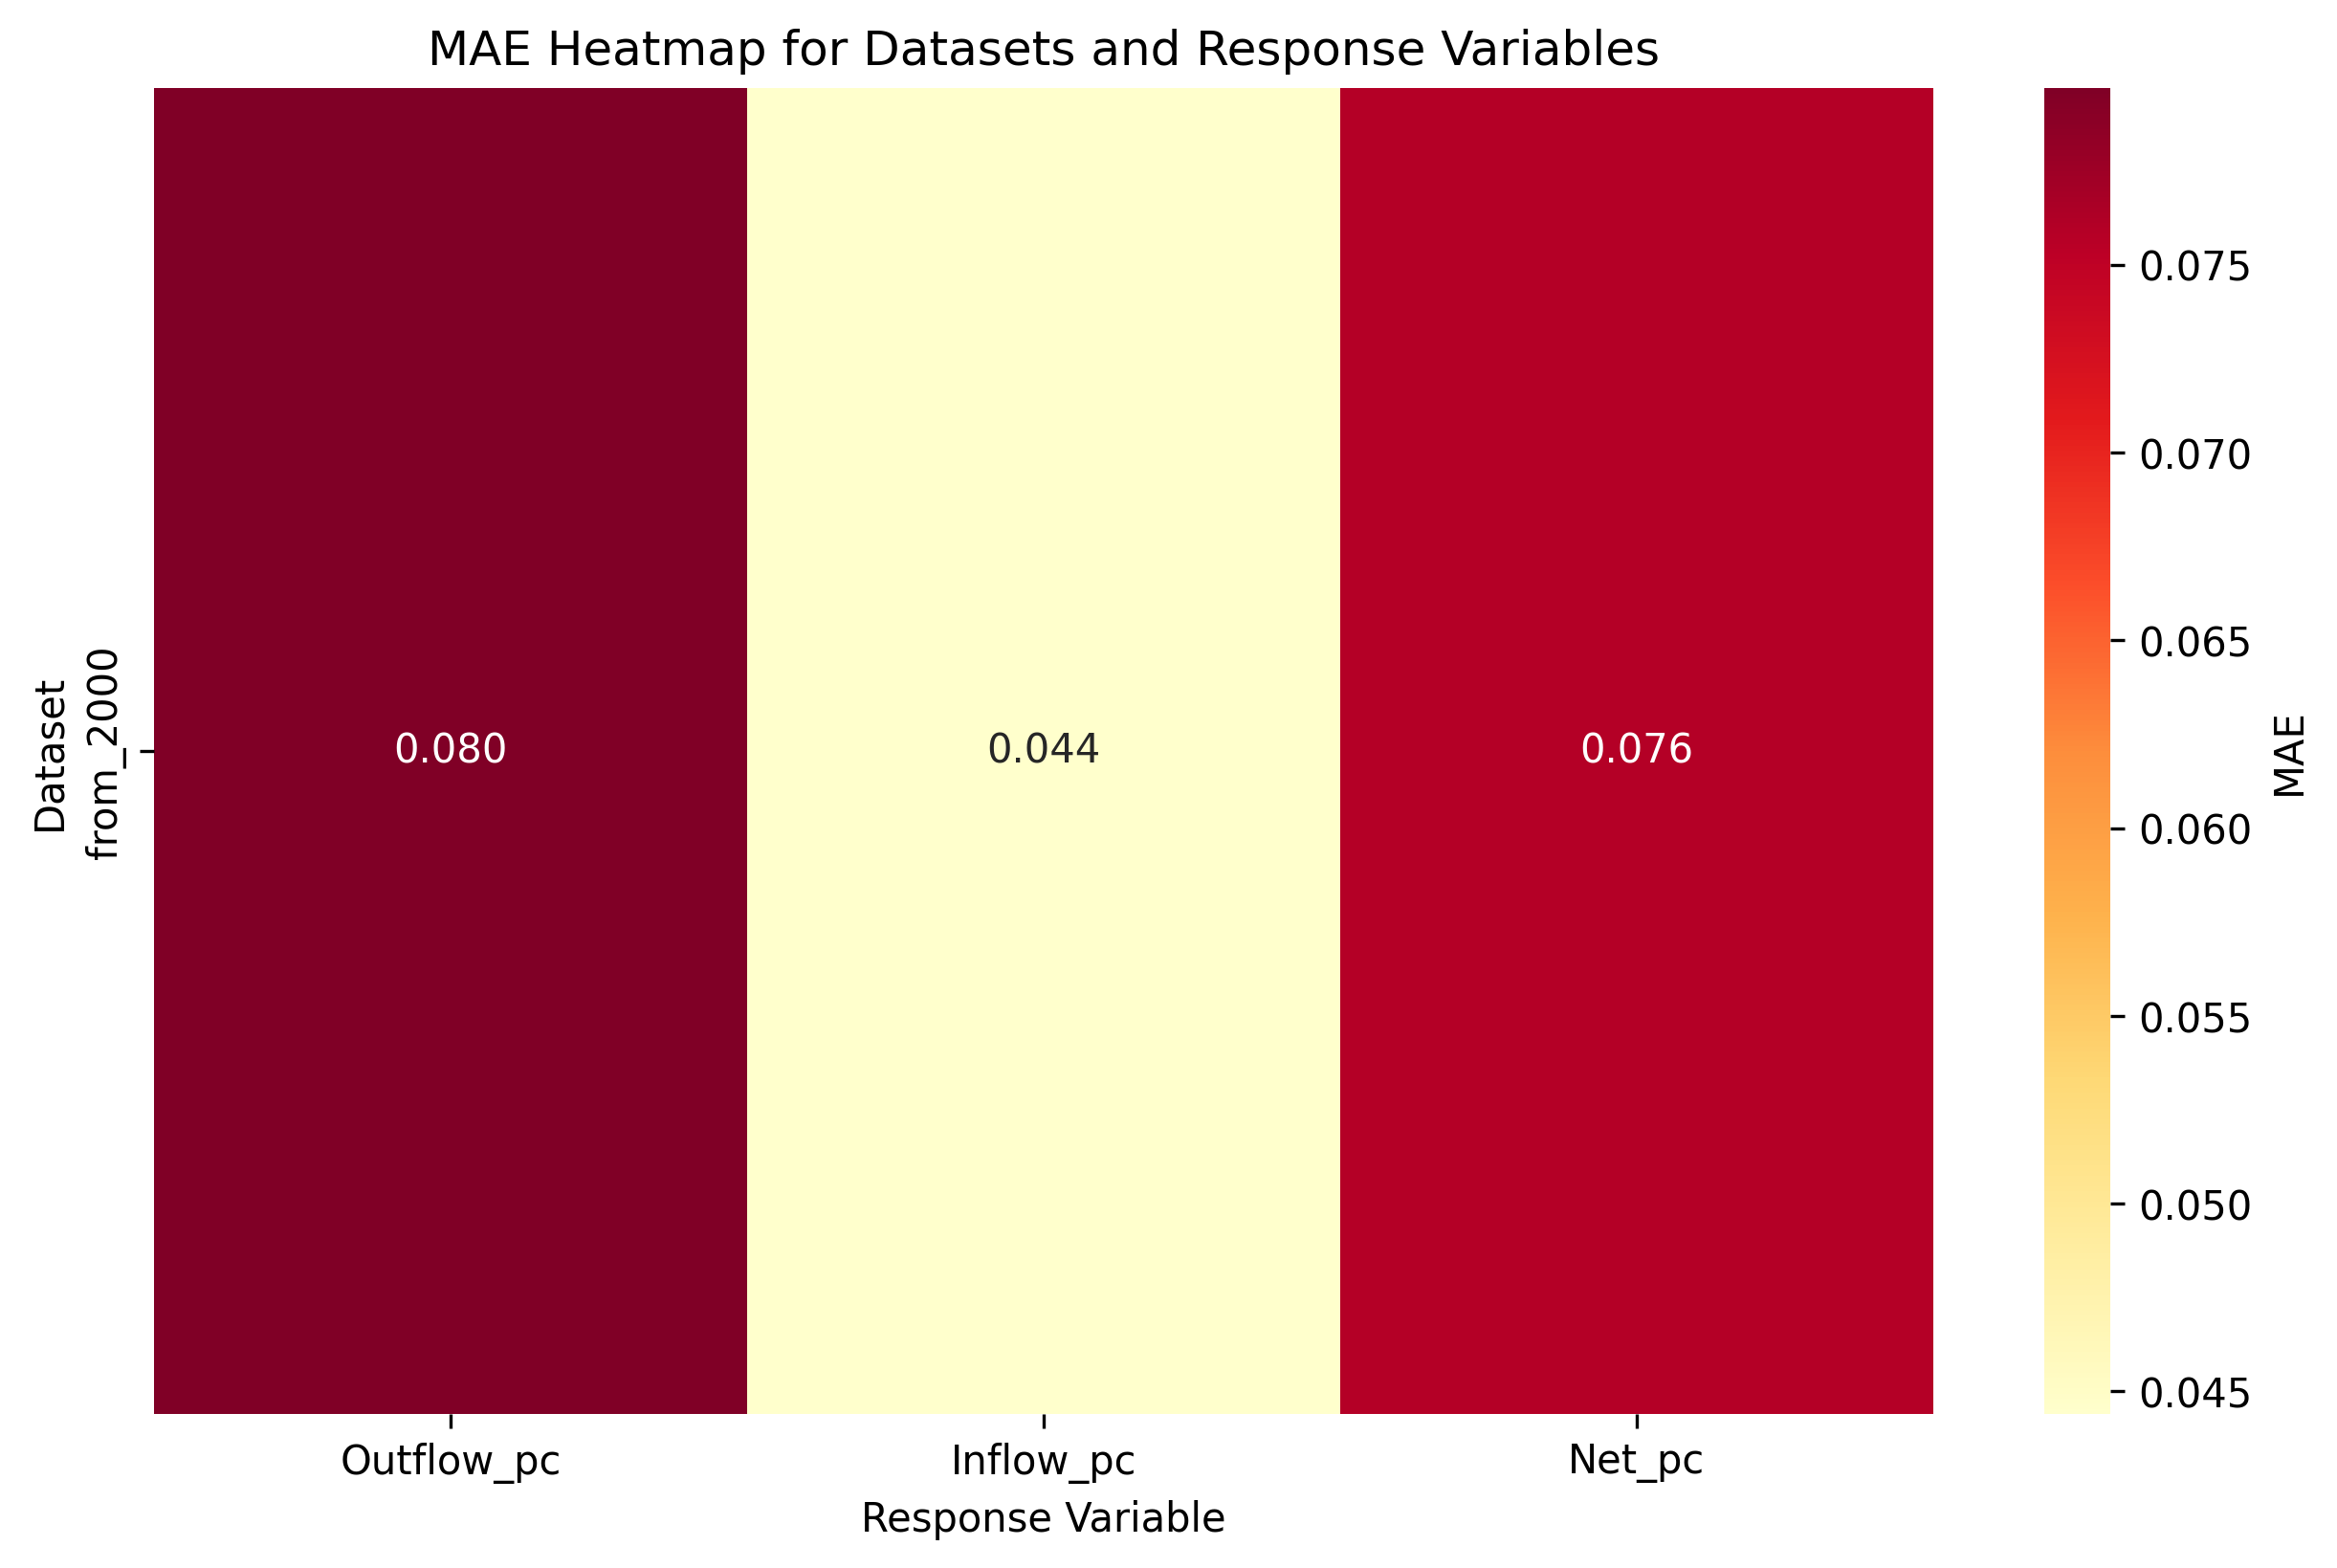 MAE Heatmap for Datasets and Response Variables
Dataset
from_2000
0.080
0.044
0.076
Outflow_pc
Inflow_pc
Net_pc
Response Variable
0.075
0.070
0.065
0.060
0.055
0.050
0.045
MAE